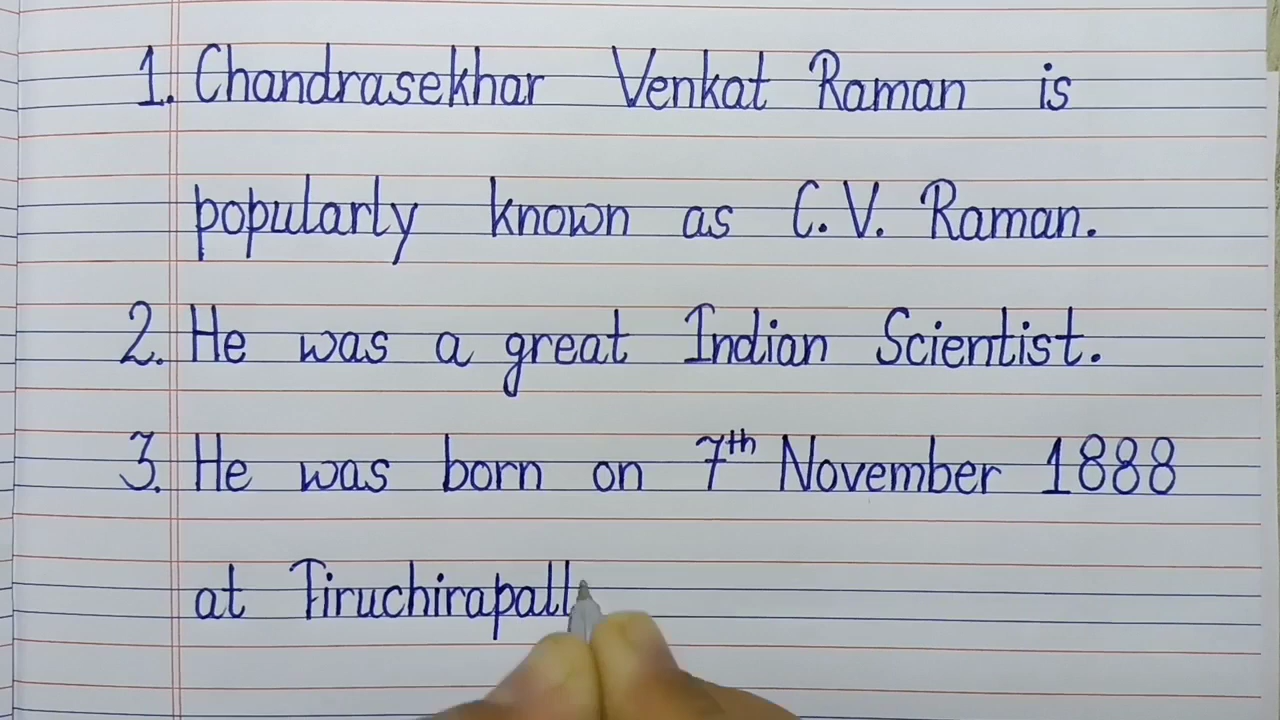 1. Chandrasekhar Venkat Raman is
popularly known as C.V. Raman.
2. He was a great Indian Scientist.
3. He was born on 7th November 1888
at Tiruchirapall